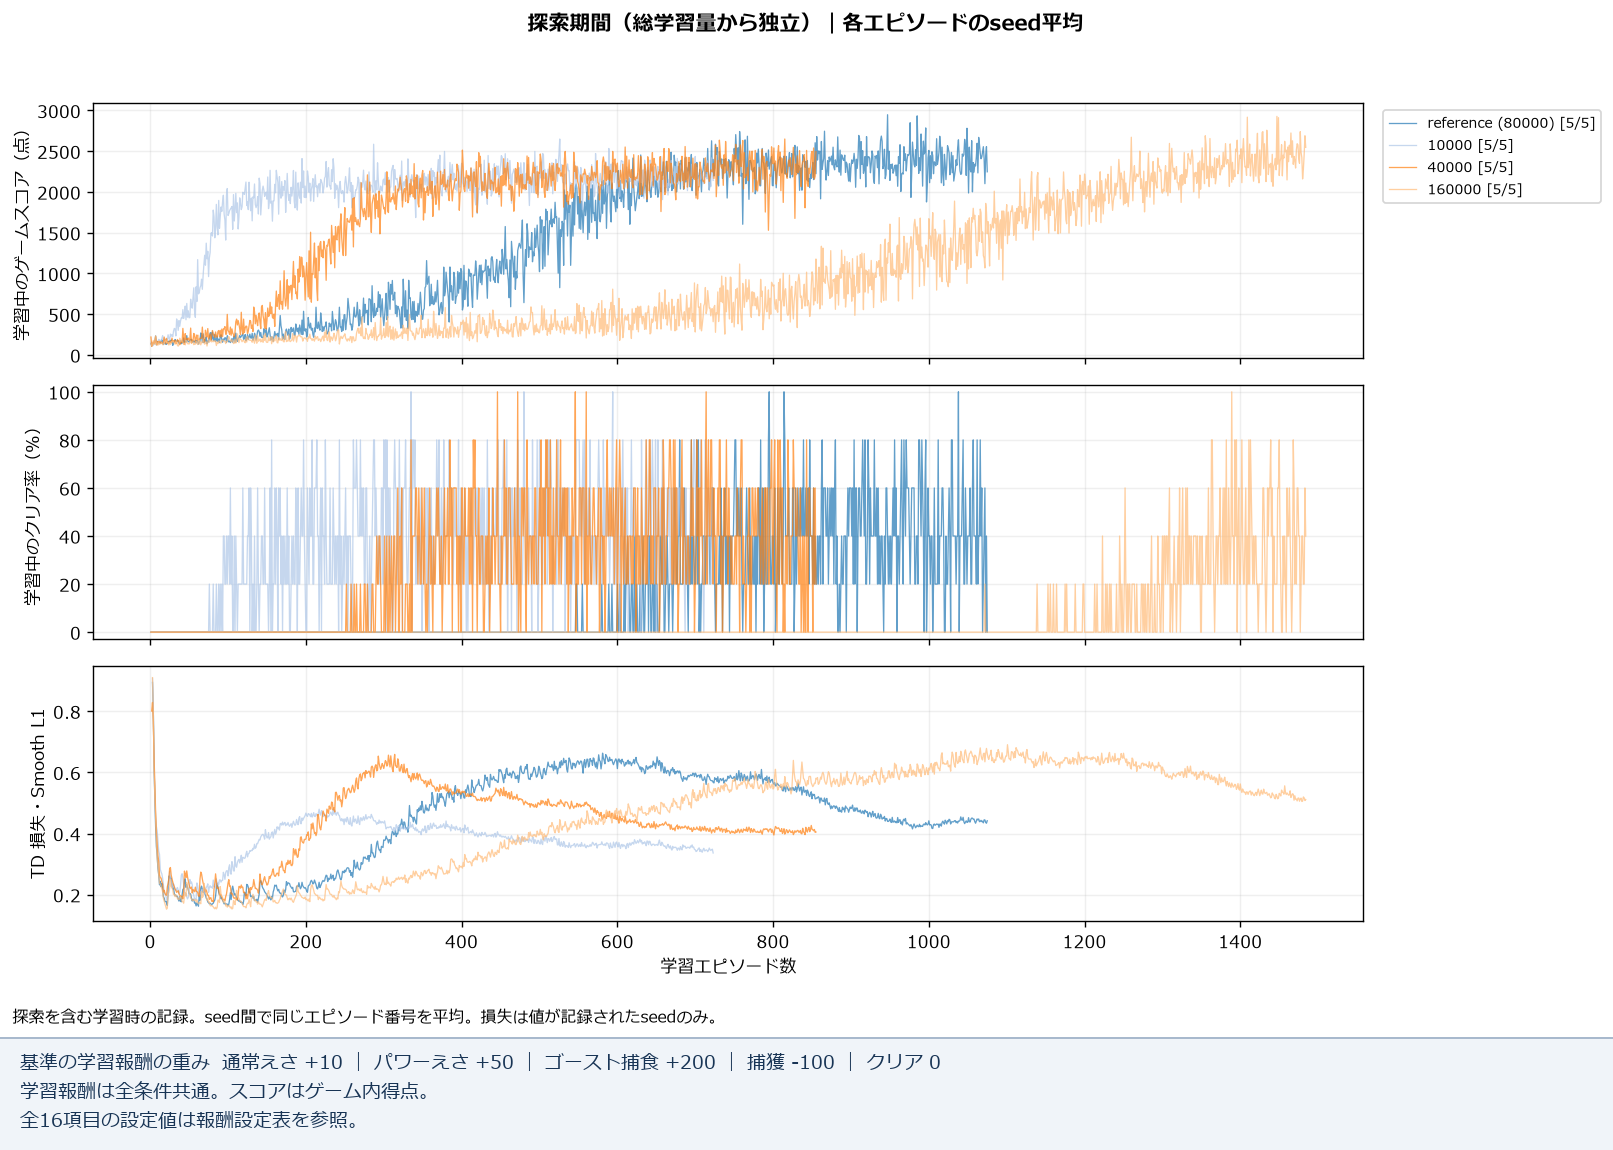 探索期間（総学習量から独立）｜各エピソードのseed平均
学習中のゲームスコア（点）
3000
2500
2000
1500
1000
500
0
reference (80000) [5/5]
10000 [5/5]
40000 [5/5]
160000 [5/5]
学習中のクリア率（%）
100
80
60
40
20
0
TD 損失・Smooth L1
0.8
0.6
0.4
0.2
0 200 400 600 800 1000 1200 1400
学習エピソード数
探索を含む学習時の記録。seed間で同じエピソード番号を平均。損失は値が記録されたseedのみ。
基準の学習報酬の重み 通常えさ +10 ｜ パワーえさ +50 ｜ ゴースト捕食 +200 ｜ 捕獲 -100 ｜ クリア 0
学習報酬は全条件共通。スコアはゲーム内得点。
全16項目の設定値は報酬設定表を参照。